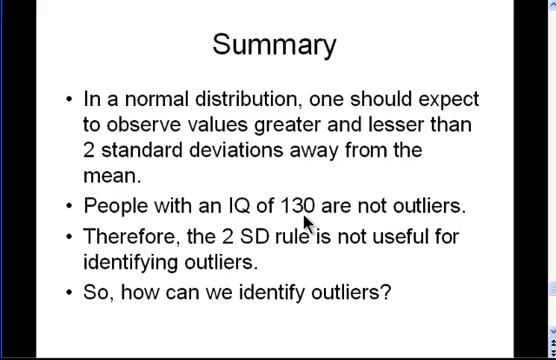 Summary
• In a normal distribution, one should expect
to observe values greater and lesser than
2 standard deviations away from the
mean.
• People with an IQ of 130 are not outliers.
• Therefore, the 2 SD rule is not useful for
identifying outliers.
• So, how can we identify outliers?